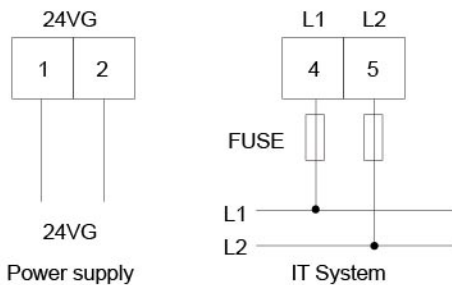 24VG
1 2
24VG
Power supply
L1 L2
4 5
FUSE
L1
L2
IT System